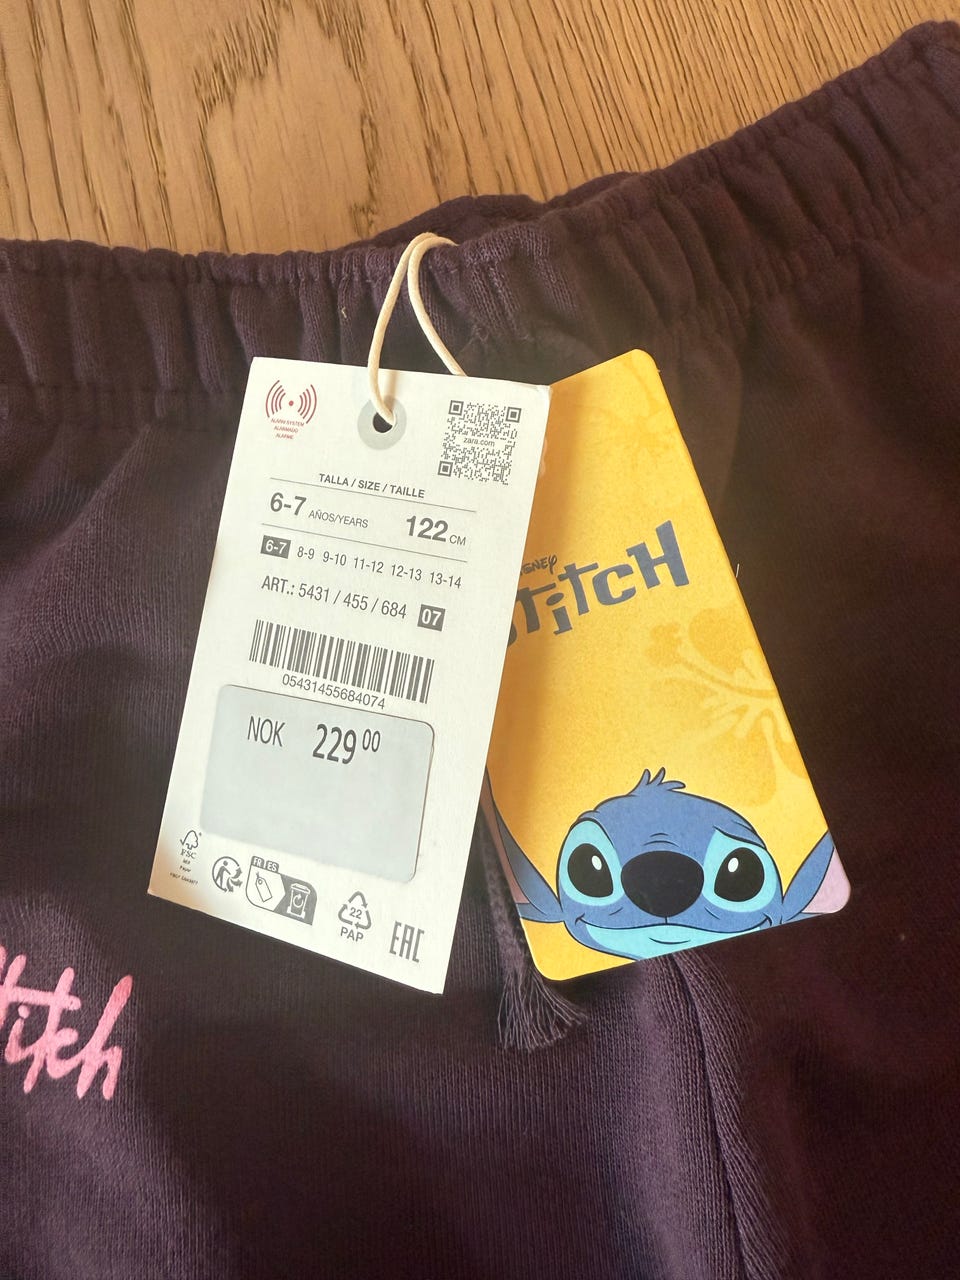 ALARM SYSTEM
ALARMADO
ALARME
zara.com
TALLA / SIZE / TAILLE
6-7 AÑOS/YEARS 122 CM
6-7 8-9 9-10 11-12 12-13 13-14
ART.: 5431 / 455 / 684 07
05431455684074
NOK 229 00
FSC
MIX
Paper
FR ES
22
PAP
EAC
STiTCH
Stitch